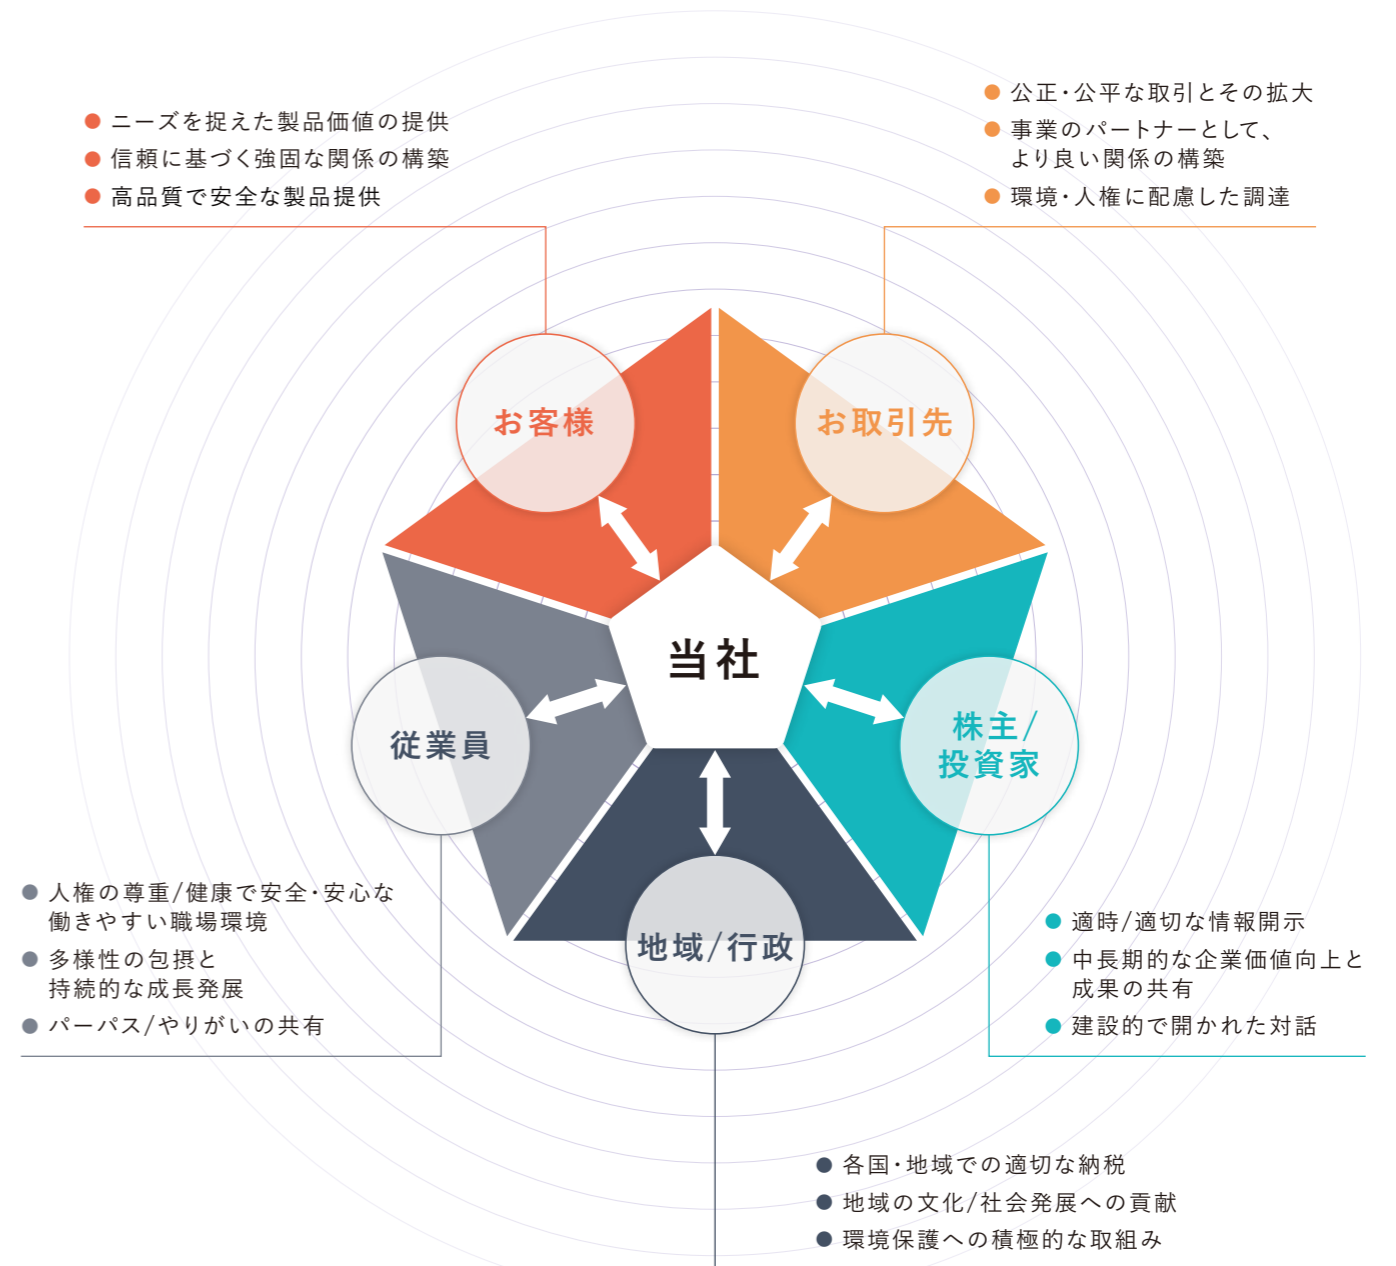 ニーズを捉えた製品価値の提供
信頼に基づく強固な関係の構築
高品質で安全な製品提供
公正・公平な取引とその拡大
事業のパートナーとして、
より良い関係の構築
環境・人権に配慮した調達
お客様
お取引先
当社
従業員
株主/
投資家
地域/行政
人権の尊重/健康で安全・安心な
働きやすい職場環境
多様性の包摂と
持続的な成長発展
パーパス/やりがいの共有
適時/適切な情報開示
中長期的な企業価値向上と
成果の共有
建設的で開かれた対話
各国・地域での適切な納税
地域の文化/社会発展への貢献
環境保護への積極的な取組み